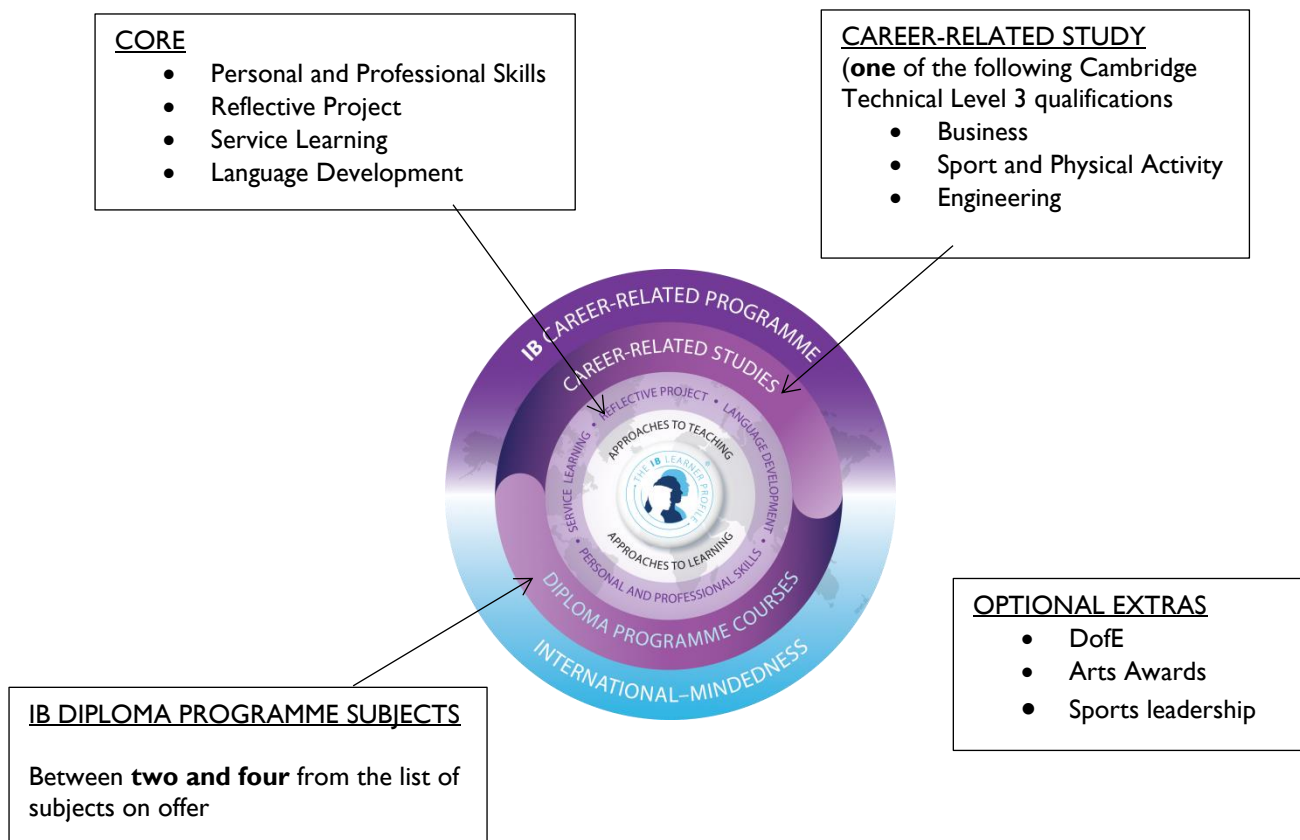 CORE
• Personal and Professional Skills
• Reflective Project
• Service Learning
• Language Development
CAREER-RELATED STUDY
(one of the following Cambridge
Technical Level 3 qualifications
• Business
• Sport and Physical Activity
• Engineering
IB CAREER-RELATED PROGRAMME
CAREER-RELATED STUDIES
SERVICE LEARNING • REFLECTIVE PROJECT • LANGUAGE DEVELOPMENT • PERSONAL AND PROFESSIONAL SKILLS •
APPROACHES TO TEACHING
THE IB LEARNER PROFILE
APPROACHES TO LEARNING
DIPLOMA PROGRAMME COURSES
INTERNATIONAL–MINDEDNESS
OPTIONAL EXTRAS
• DofE
• Arts Awards
• Sports leadership
IB DIPLOMA PROGRAMME SUBJECTS
Between two and four from the list of
subjects on offer